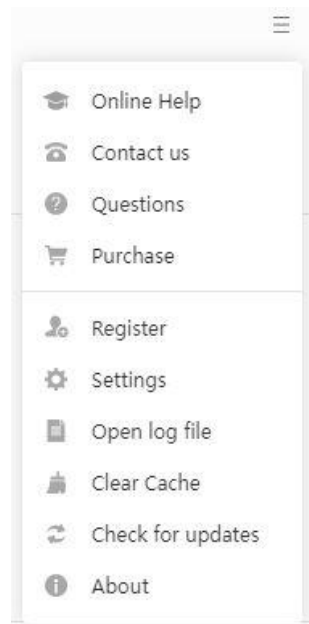 Online Help
Contact us
Questions
Purchase
Register
Settings
Open log file
Clear Cache
Check for updates
About